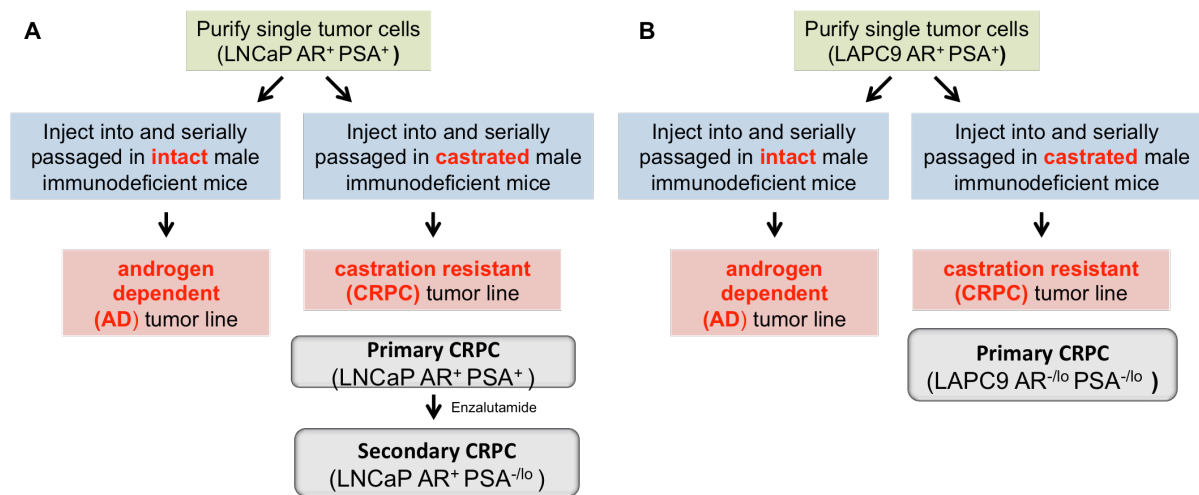 A
Purify single tumor cells
(LNCaP AR⁺ PSA⁺ )
Inject into and serially
passaged in intact male
immunodeficient mice
Inject into and serially
passaged in castrated male
immunodeficient mice
androgen
dependent
(AD) tumor line
castration resistant
(CRPC) tumor line
Primary CRPC
(LNCaP AR⁺ PSA⁺ )
Enzalutamide
Secondary CRPC
(LNCaP AR⁺ PSA⁻/ˡᵒ )
B
Purify single tumor cells
(LAPC9 AR⁺ PSA⁺ )
Inject into and serially
passaged in intact male
immunodeficient mice
Inject into and serially
passaged in castrated male
immunodeficient mice
androgen
dependent
(AD) tumor line
castration resistant
(CRPC) tumor line
Primary CRPC
(LAPC9 AR⁻/ˡᵒ PSA⁻/ˡᵒ )